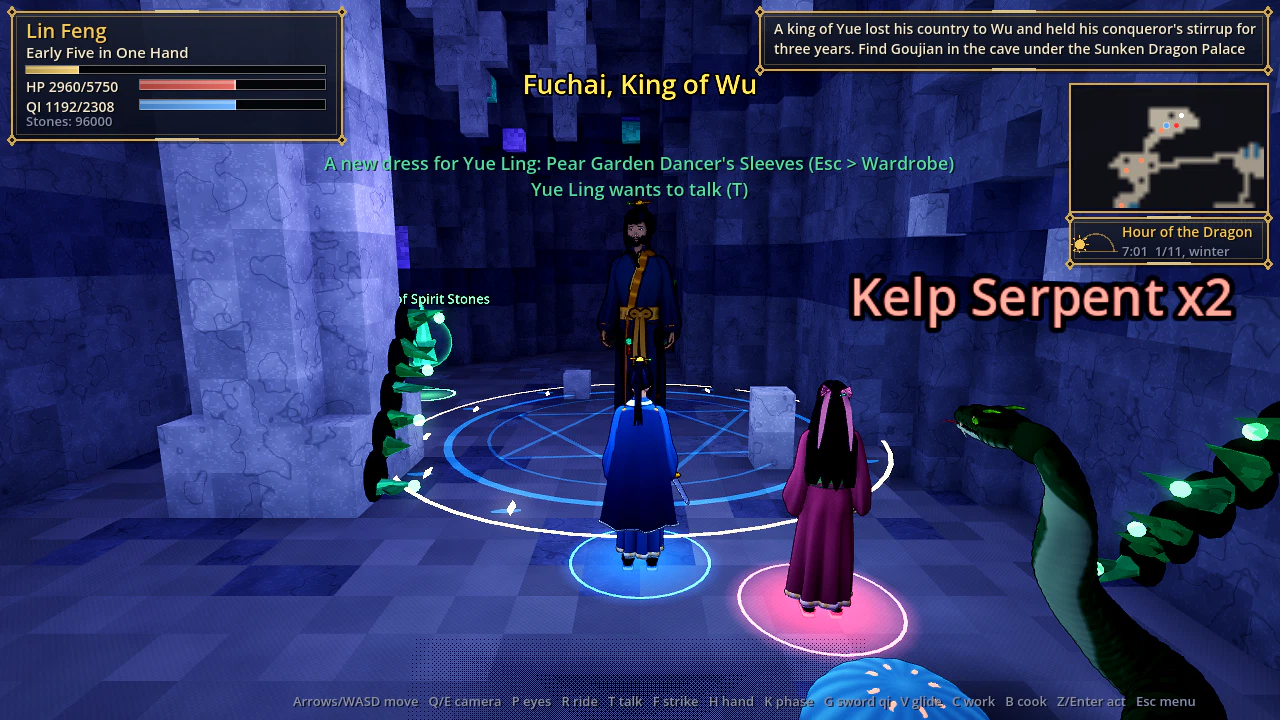 Lin Feng
Early Five in One Hand
HP 2960/5750
QI 1192/2308
Stones: 96000
A king of Yue lost his country to Wu and held his conqueror's stirrup for
three years. Find Goujian in the cave under the Sunken Dragon Palace
Fuchai, King of Wu
A new dress for Yue Ling: Pear Garden Dancer's Sleeves (Esc > Wardrobe)
Yue Ling wants to talk (T)
Hour of the Dragon
7:01 1/11, winter
Kelp Serpent x2
of Spirit Stones
Arrows/WASD move Q/E camera P eyes R ride T talk F strike H hand K phase G sword qi V glide C work B cook Z/Enter act Esc menu